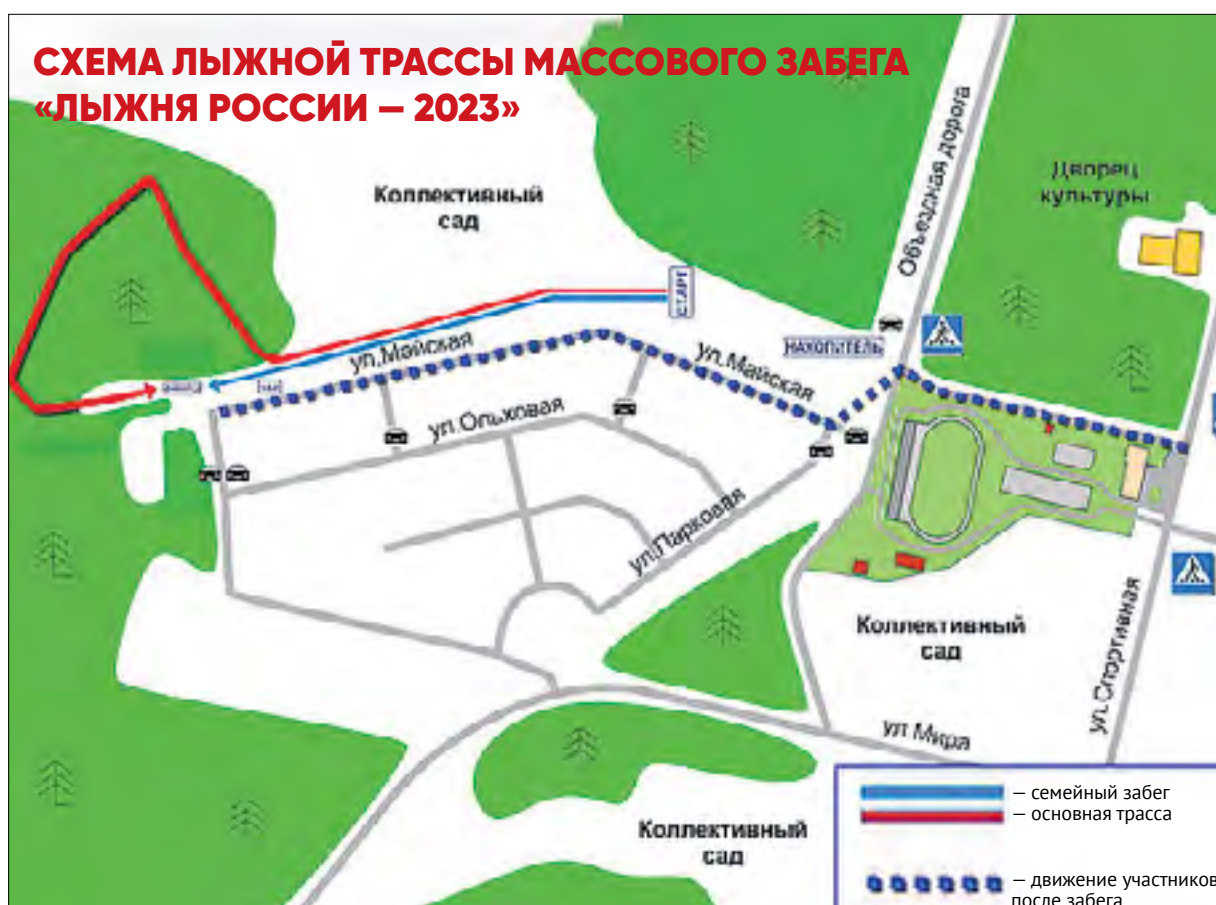 СХЕМА ЛЫЖНОЙ ТРАССЫ МАССОВОГО ЗАБЕГА
«ЛЫЖНЯ РОССИИ — 2023»
Коллективный
сад
Объездная дорога
Дворец
культуры
СТАРТ
НАКОПИТЕЛЬ
ул.Майская
ул.Майская
ул.Ольховая
ул.Парковая
Коллективный
сад
ул.Спортивная
ул Мира
Коллективный
сад
— семейный забег
— основная трасса
— движение участников
после забега